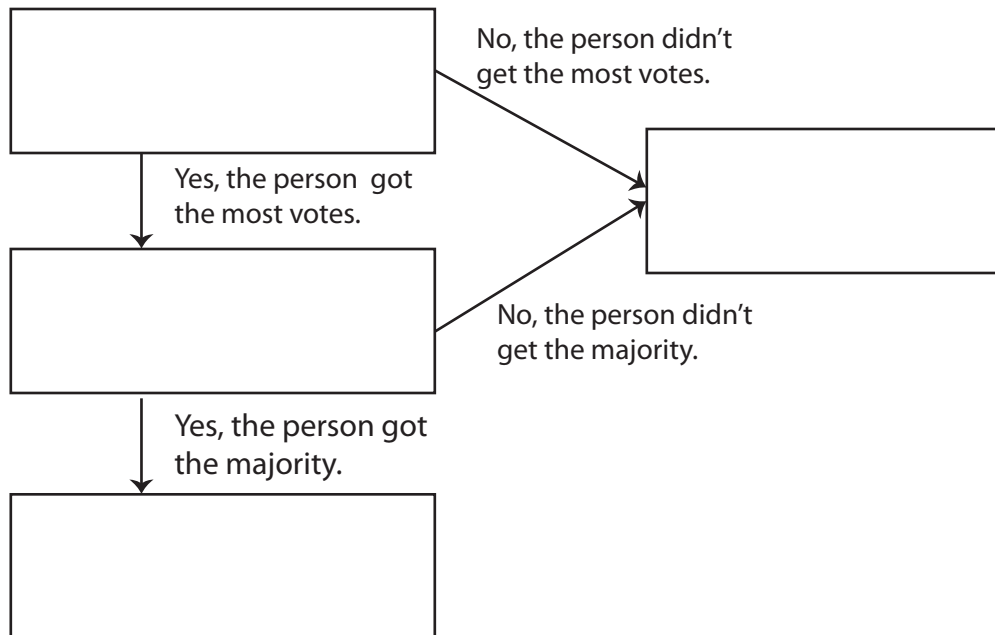 No, the person didn't
get the most votes.
Yes, the person  got
the most votes.
No, the person didn't
get the majority.
Yes, the person got
the majority.